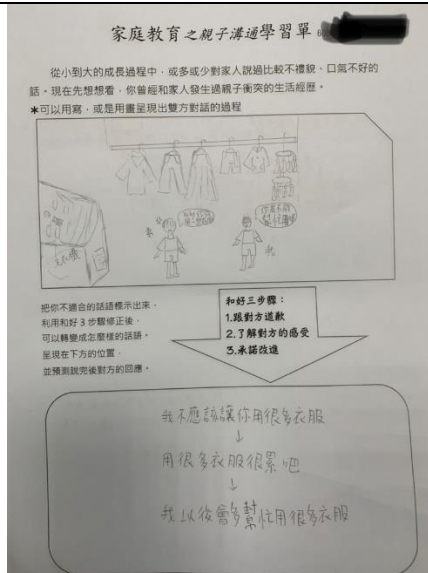 家庭教育之親子溝通學習單
從小到大的成長過程中,或多或少對家人說過比較不禮貌、口氣不好的
話。現在先想想看,你曾經和家人發生過親子衝突的生活經歷。
＊可以用寫,或是用畫呈現出雙方對話的過程
把你不適合的話語標示出來,
利用和好3步驟修正後,
可以轉變成怎麼樣的話語,
呈現在下方的位置,
並預測說完後對方的回應。
和好三步驟：
1.跟對方道歉
2.了解對方的感受
3.承諾改進
我不應該讓你用很多衣服
↓
用很多衣服很累吧
↓
我以後會多幫忙用很多衣服